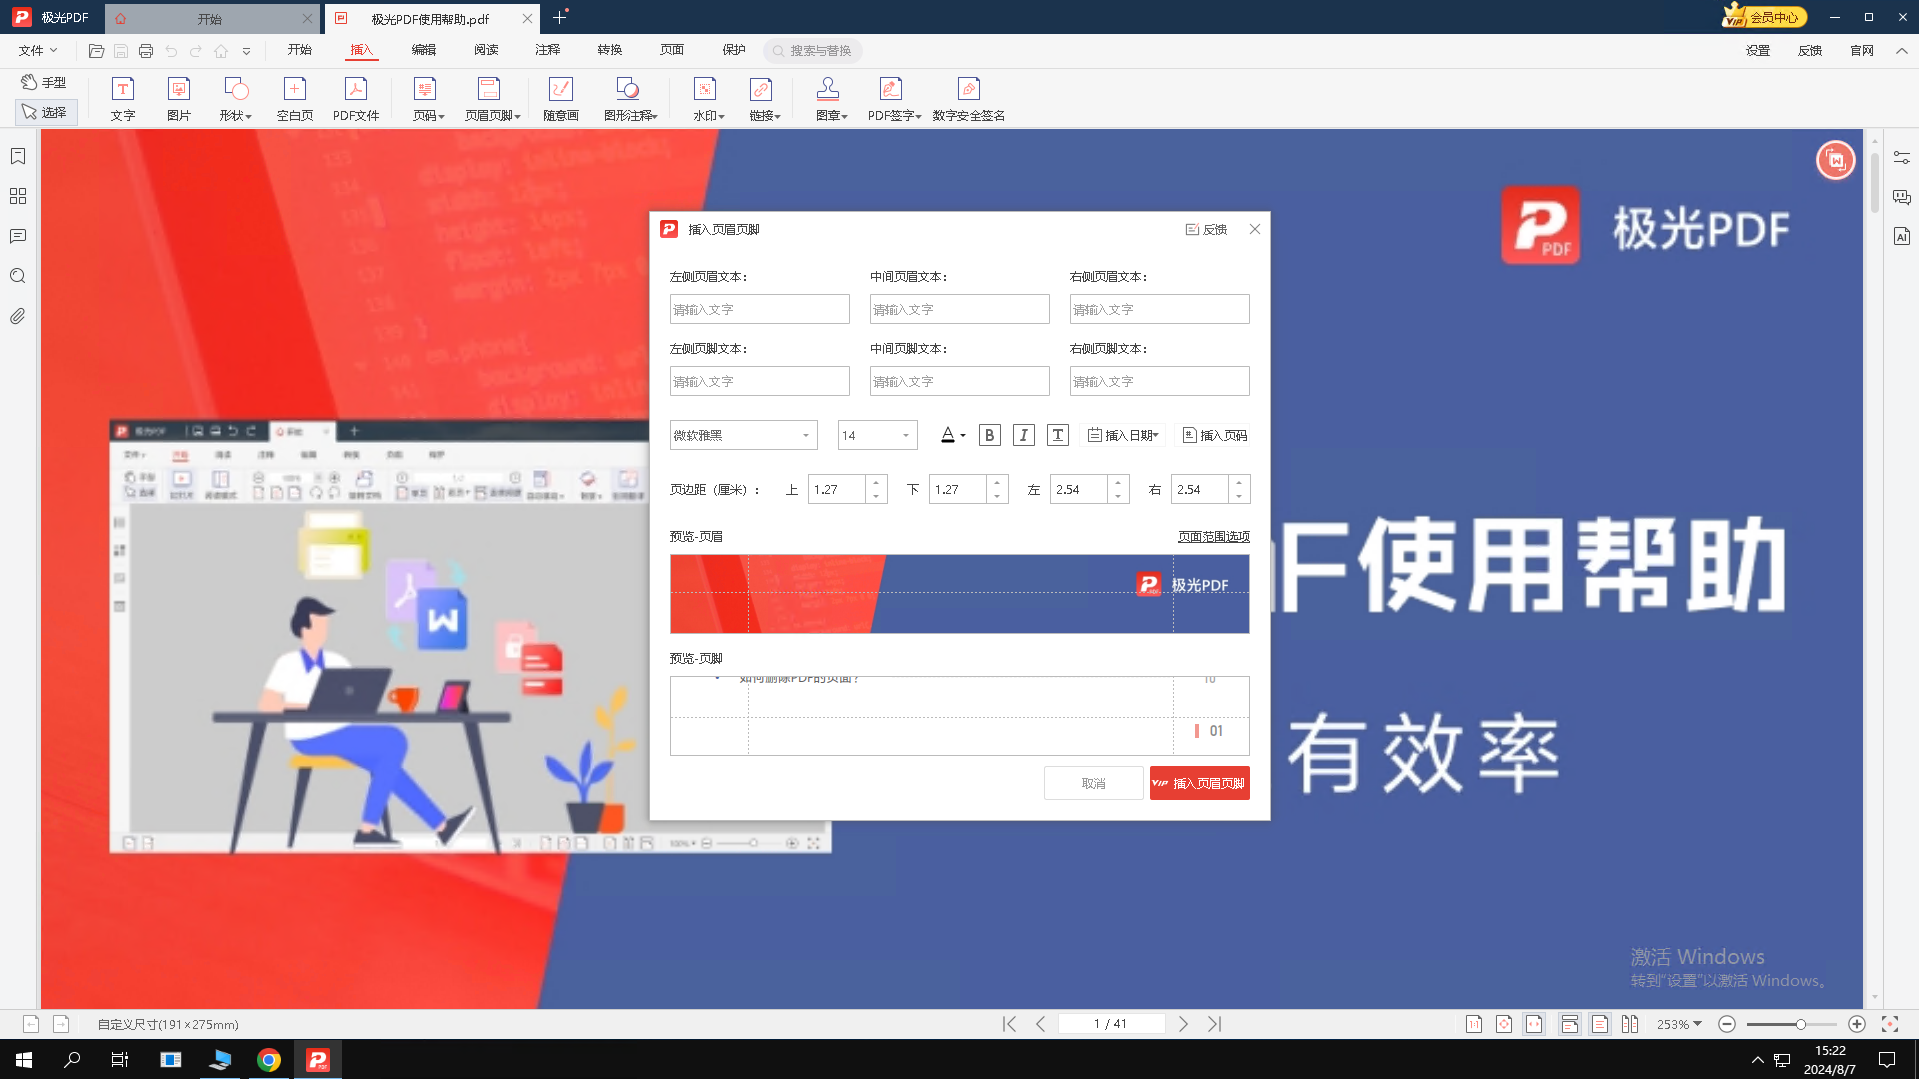 极光PDF
开始
极光PDF使用帮助.pdf
会员中心
文件
开始
插入
编辑
阅读
注释
转换
页面
保护
搜索与替换
设置
反馈
官网
手型
选择
文字
图片
形状
空白页
PDF文件
页码
页眉页脚
随意画
图形注释
水印
链接
图章
PDF签字
数字安全签名
极光PDF
插入页眉页脚
反馈
左侧页眉文本：
中间页眉文本：
右侧页眉文本：
请输入文字
请输入文字
请输入文字
左侧页脚文本：
中间页脚文本：
右侧页脚文本：
请输入文字
请输入文字
请输入文字
微软雅黑
14
插入日期
插入页码
页边距（厘米）：
上
1.27
下
1.27
左
2.54
右
2.54
预览-页眉
页面范围选项
极光PDF
预览-页脚
如何删除PDF的页面？
10
01
取消
VIP 插入页眉页脚
F使用帮助
有效率
激活 Windows
转到“设置”以激活 Windows。
自定义尺寸(191×275mm)
1 / 41
253%
15:22
2024/8/7